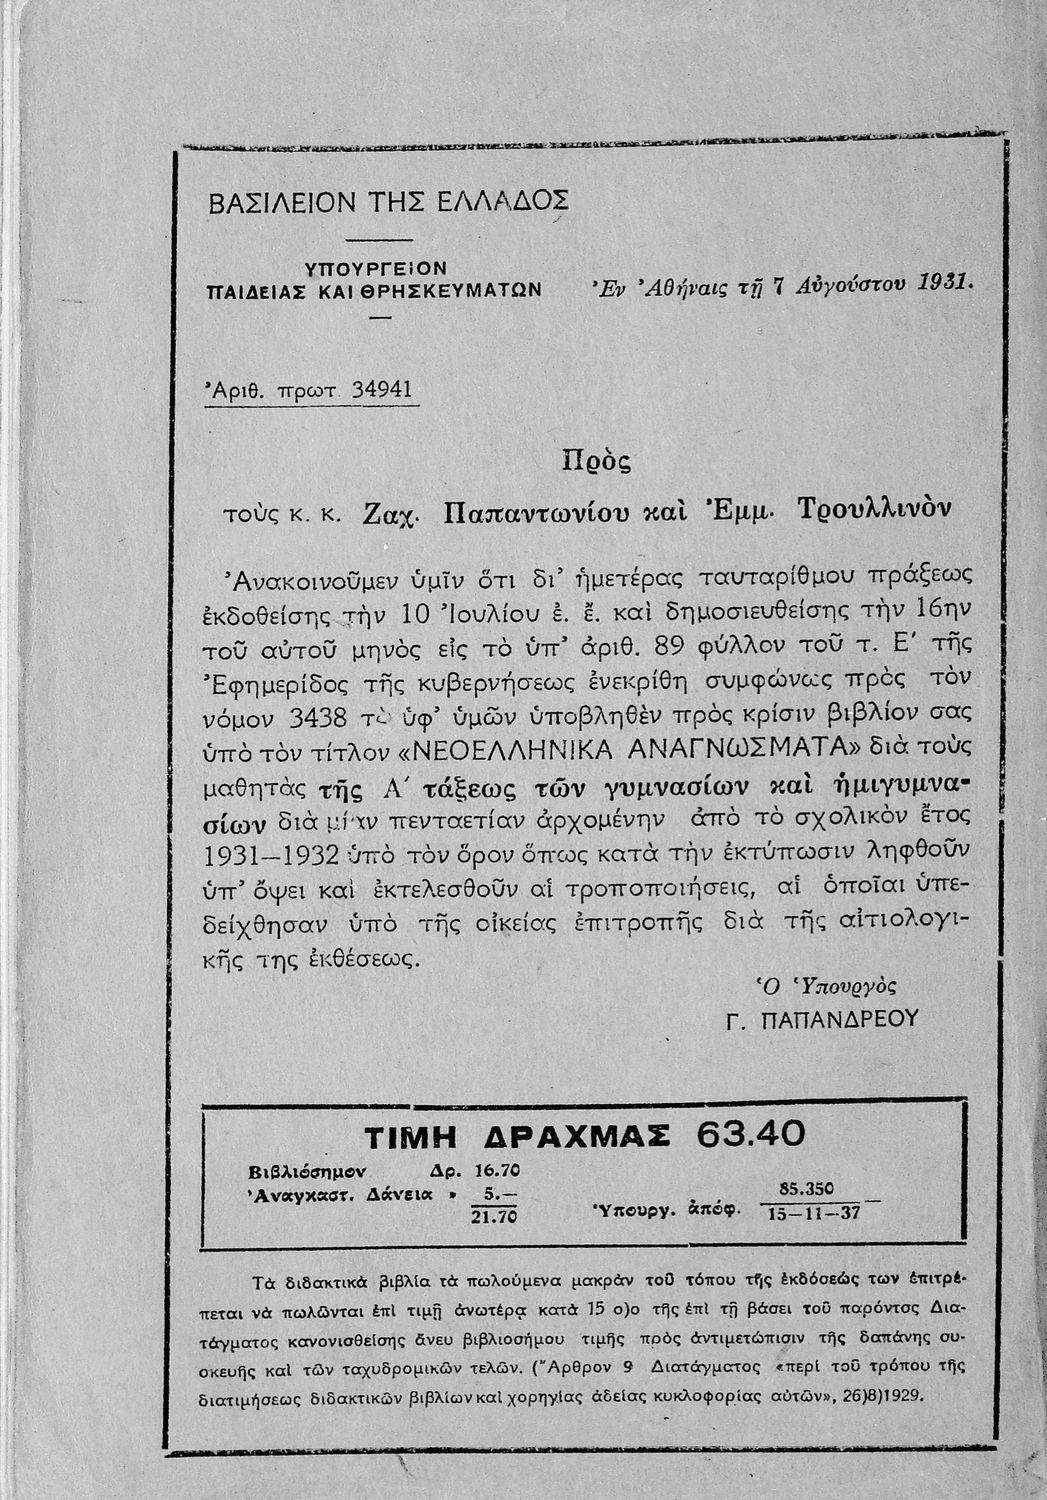 ΒΑΣΙΛΕΙΟΝ ΤΗΣ ΕΛΛΑΔΟΣ
ΥΠΟΥΡΓΕΙΟΝ
ΠΑΙΔΕΙΑΣ ΚΑΙ ΘΡΗΣΚΕΥΜΑΤΩΝ
Ἐν Ἀθήναις τῇ 7 Αὐγούστου 1931.
Ἀριθ. πρωτ 34941
Πρὸς
τοὺς κ. κ. Ζαχ. Παπαντωνίου καὶ Ἐμμ. Τρουλλινὸν
Ἀνακοινοῦμεν ὑμῖν ὅτι δι’ ἡμετέρας ταυταρίθμου πράξεως
ἐκδοθείσης τὴν 10 Ἰουλίου ἐ. ἔ. καὶ δημοσιευθείσης τὴν 16ην
τοῦ αὐτοῦ μηνὸς εἰς τὸ ὑπ’ ἀριθ. 89 φύλλον τοῦ τ. Ε′ τῆς
Ἐφημερίδος τῆς κυβερνήσεως ἐνεκρίθη συμφώνως πρὸς τὸν
νόμον 3438 τὸ ὑφ’ ὑμῶν ὑποβληθὲν πρὸς κρίσιν βιβλίον σας
ὑπὸ τὸν τίτλον «ΝΕΟΕΛΛΗΝΙΚΑ ΑΝΑΓΝΩΣΜΑΤΑ» διὰ τοὺς
μαθητὰς τῆς Α′ τάξεως τῶν γυμνασίων καὶ ἡμιγυμνα-
σίων διὰ μίαν πενταετίαν ἀρχομένην ἀπὸ τὸ σχολικὸν ἔτος
1931—1932 ὑπὸ τὸν ὅρον ὅπως κατὰ τὴν ἐκτύπωσιν ληφθοῦν
ὑπ’ ὄψει καὶ ἐκτελεσθοῦν αἱ τροποποιήσεις, αἱ ὁποῖαι ὑπε-
δείχθησαν ὑπὸ τῆς οἰκείας ἐπιτροπῆς διὰ τῆς αἰτιολογι-
κῆς της ἐκθέσεως.
Ὁ Ὑπουργὸς
Γ. ΠΑΠΑΝΔΡΕΟΥ
ΤΙΜΗ ΔΡΑΧΜΑΣ 63.40
Βιβλιόσημον Δρ. 16.70
Ἀναγκαστ. Δάνεια » 5.—
21.70
Ὑπουργ. ἀπόφ. 85.350
15—11—37
Τὰ διδακτικὰ βιβλία τὰ πωλούμενα μακρὰν τοῦ τόπου τῆς ἐκδόσεώς των ἐπιτρέ-
πεται νὰ πωλῶνται ἐπὶ τιμῇ ἀνωτέρᾳ κατὰ 15 ο)ο τῆς ἐπὶ τῇ βάσει τοῦ παρόντος Δια-
τάγματος κανονισθείσης ἄνευ βιβλιοσήμου τιμῆς πρὸς ἀντιμετώπισιν τῆς δαπάνης συ-
σκευῆς καὶ τῶν ταχυδρομικῶν τελῶν. (Ἄρθρον 9 Διατάγματος «περὶ τοῦ τρόπου τῆς
διατιμήσεως διδακτικῶν βιβλίων καὶ χορηγίας ἀδείας κυκλοφορίας αὐτῶν», 26)8)1929.